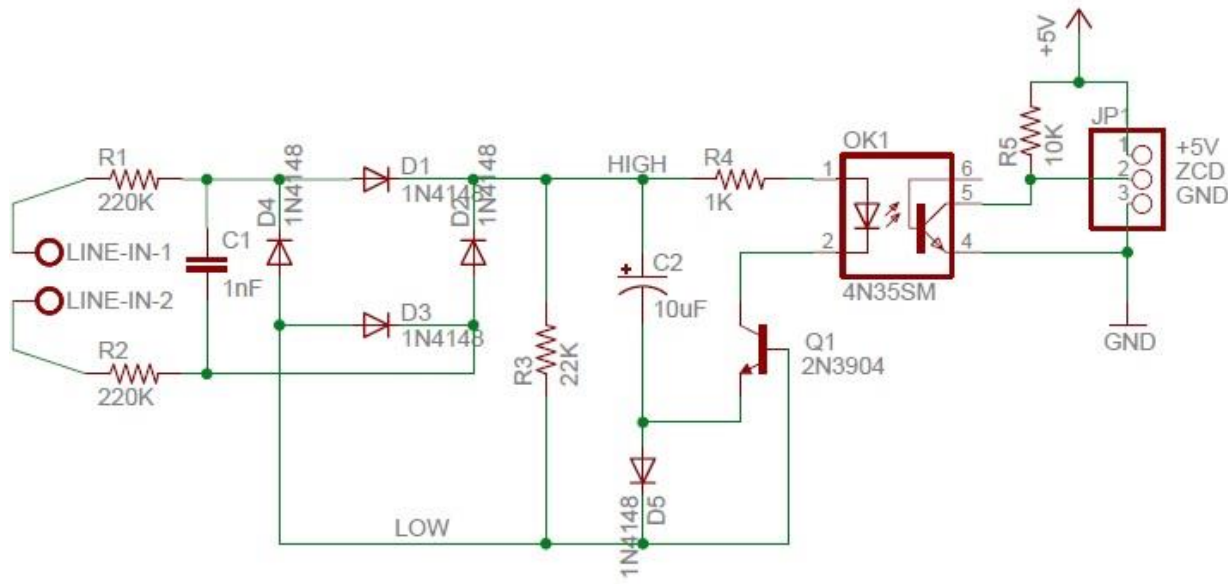 +5V
JP1
OK1
R5
10K
+5V
ZCD
GND
1
2
3
R1
220K
D4
1N4148
D1
1N4148
D2
1N4148
HIGH
R4
1K
1
2
6
5
4
4N35SM
LINE-IN-1
LINE-IN-2
C1
1nF
D3
1N4148
R2
220K
R3
22K
+
C2
10uF
Q1
2N3904
GND
LOW
1N4148
D5